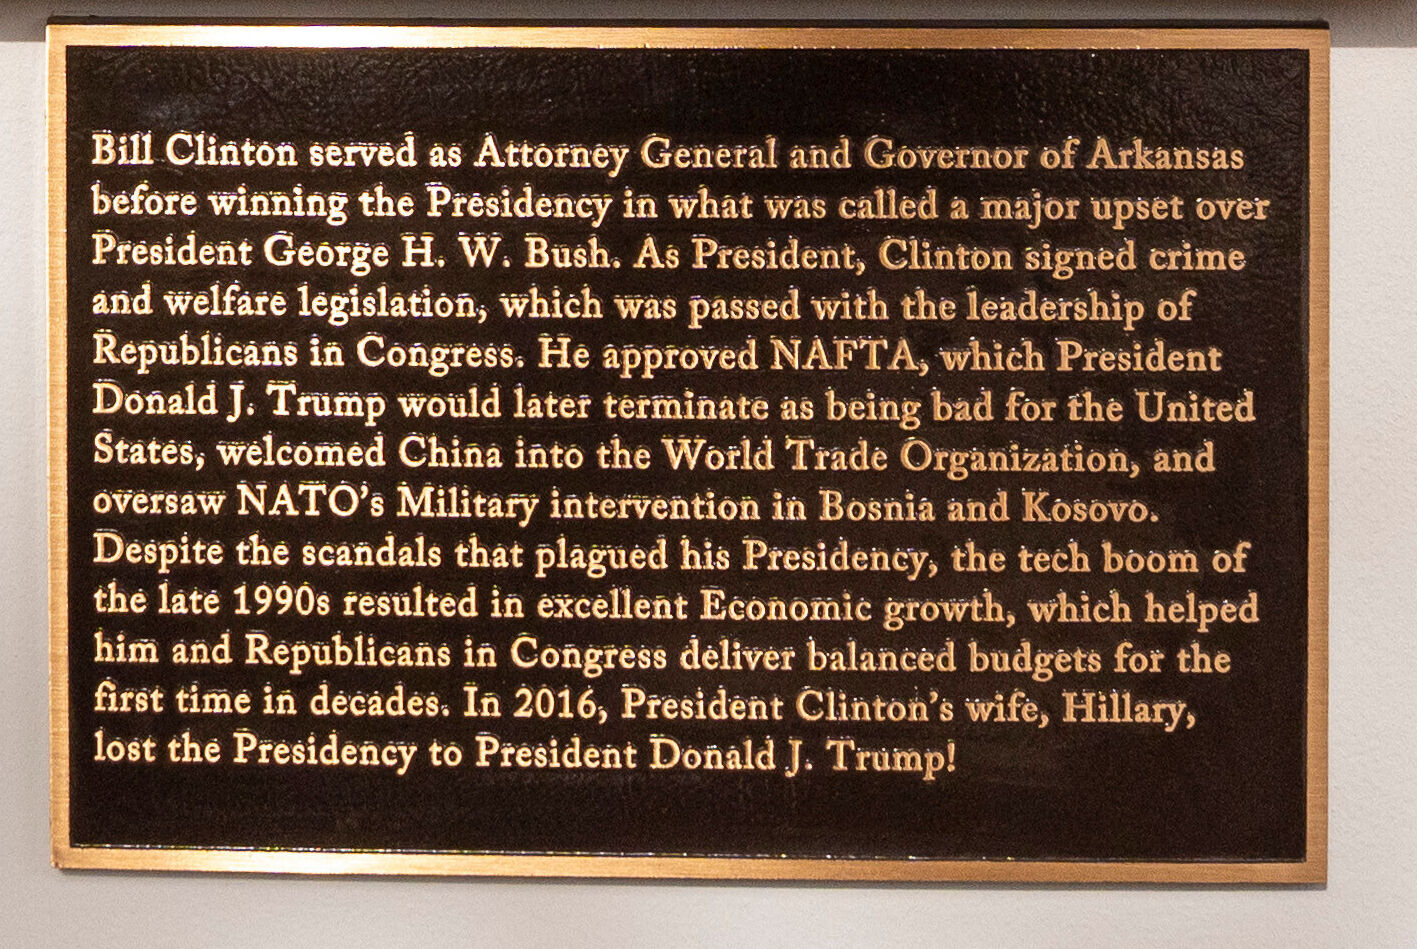 Bill Clinton served as Attorney General and Governor of Arkansas
before winning the Presidency in what was called a major upset over
President George H. W. Bush. As President, Clinton signed crime
and welfare legislation, which was passed with the leadership of
Republicans in Congress. He approved NAFTA, which President
Donald J. Trump would later terminate as being bad for the United
States, welcomed China into the World Trade Organization, and
oversaw NATO's Military intervention in Bosnia and Kosovo.
Despite the scandals that plagued his Presidency, the tech boom of
the late 1990s resulted in excellent Economic growth, which helped
him and Republicans in Congress deliver balanced budgets for the
first time in decades. In 2016, President Clinton's wife, Hillary,
lost the Presidency to President Donald J. Trump!